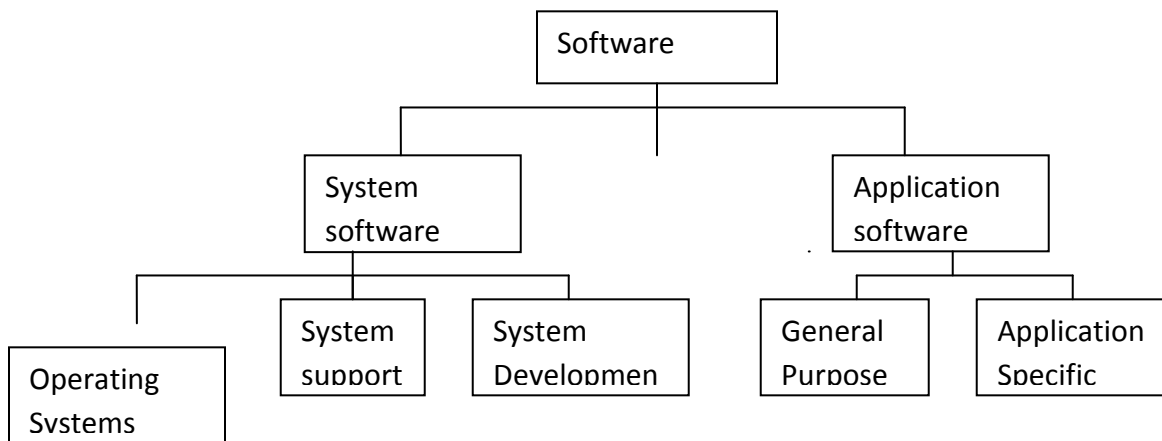 Software
System
software
Application
software
System
support
System
Developmen
General
Purpose
Application
Specific
Operating
Systems